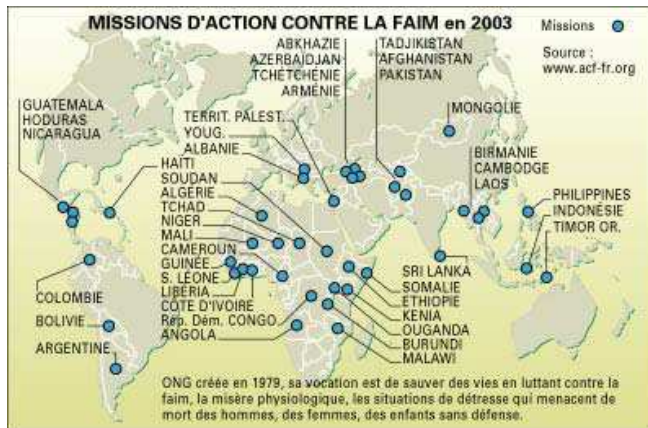 MISSIONS D'ACTION CONTRE LA FAIM en 2003
Missions
Source :
www.acf-fr.org
ABKHAZIE
AZERBAIDJAN
TCHÉTCHÉNIE
ARMÉNIE
TADJIKISTAN
AFGHANISTAN
PAKISTAN
GUATEMALA
HODURAS
NICARAGUA
MONGOLIE
TERRIT. PALEST.
YOUG.
ALBANIE
HAÏTI
SOUDAN
ALGÉRIE
TCHAD
NIGER
MALI
CAMEROUN
GUINÉE
S. LÉONE
LIBÉRIA
CÔTE D'IVOIRE
Rép. Dém. CONGO
ANGOLA
BIRMANIE
CAMBODGE
LAOS
PHILIPPINES
INDONÉSIE
TIMOR OR.
SRI LANKA
SOMALIE
ETHIOPIE
KENIA
OUGANDA
BURUNDI
MALAWI
COLOMBIE
BOLIVIE
ARGENTINE
ONG créée en 1979, sa vocation est de sauver des vies en luttant contre la
faim, la misère physiologique, les situations de détresse qui menacent de
mort des hommes, des femmes, des enfants sans défense.